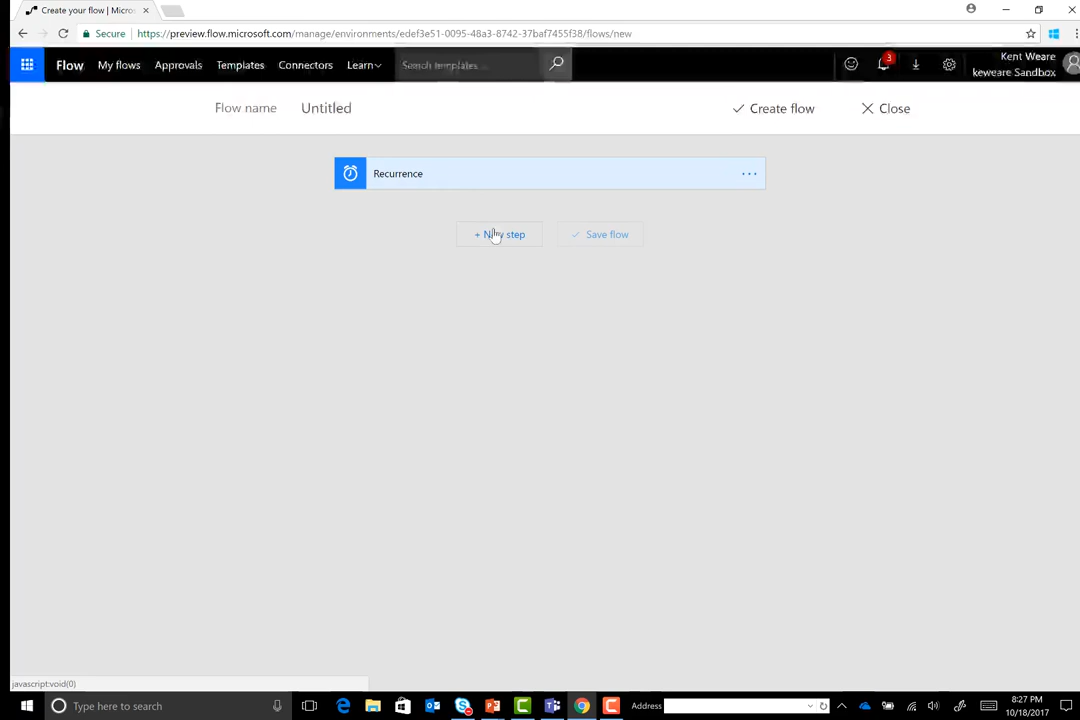 Create your flow | Micros
Secure https://preview.flow.microsoft.com/manage/environments/edef3e51-0095-48a3-8742-37baf7455f38/flows/new
Flow My flows Approvals Templates Connectors Learn Search templates 3 Kent Weare
keweare Sandbox
Flow name Untitled Create flow Close
Recurrence ...
+ New step Save flow
javascript:void(0)
Type here to search Address 8:27 PM
10/18/2017